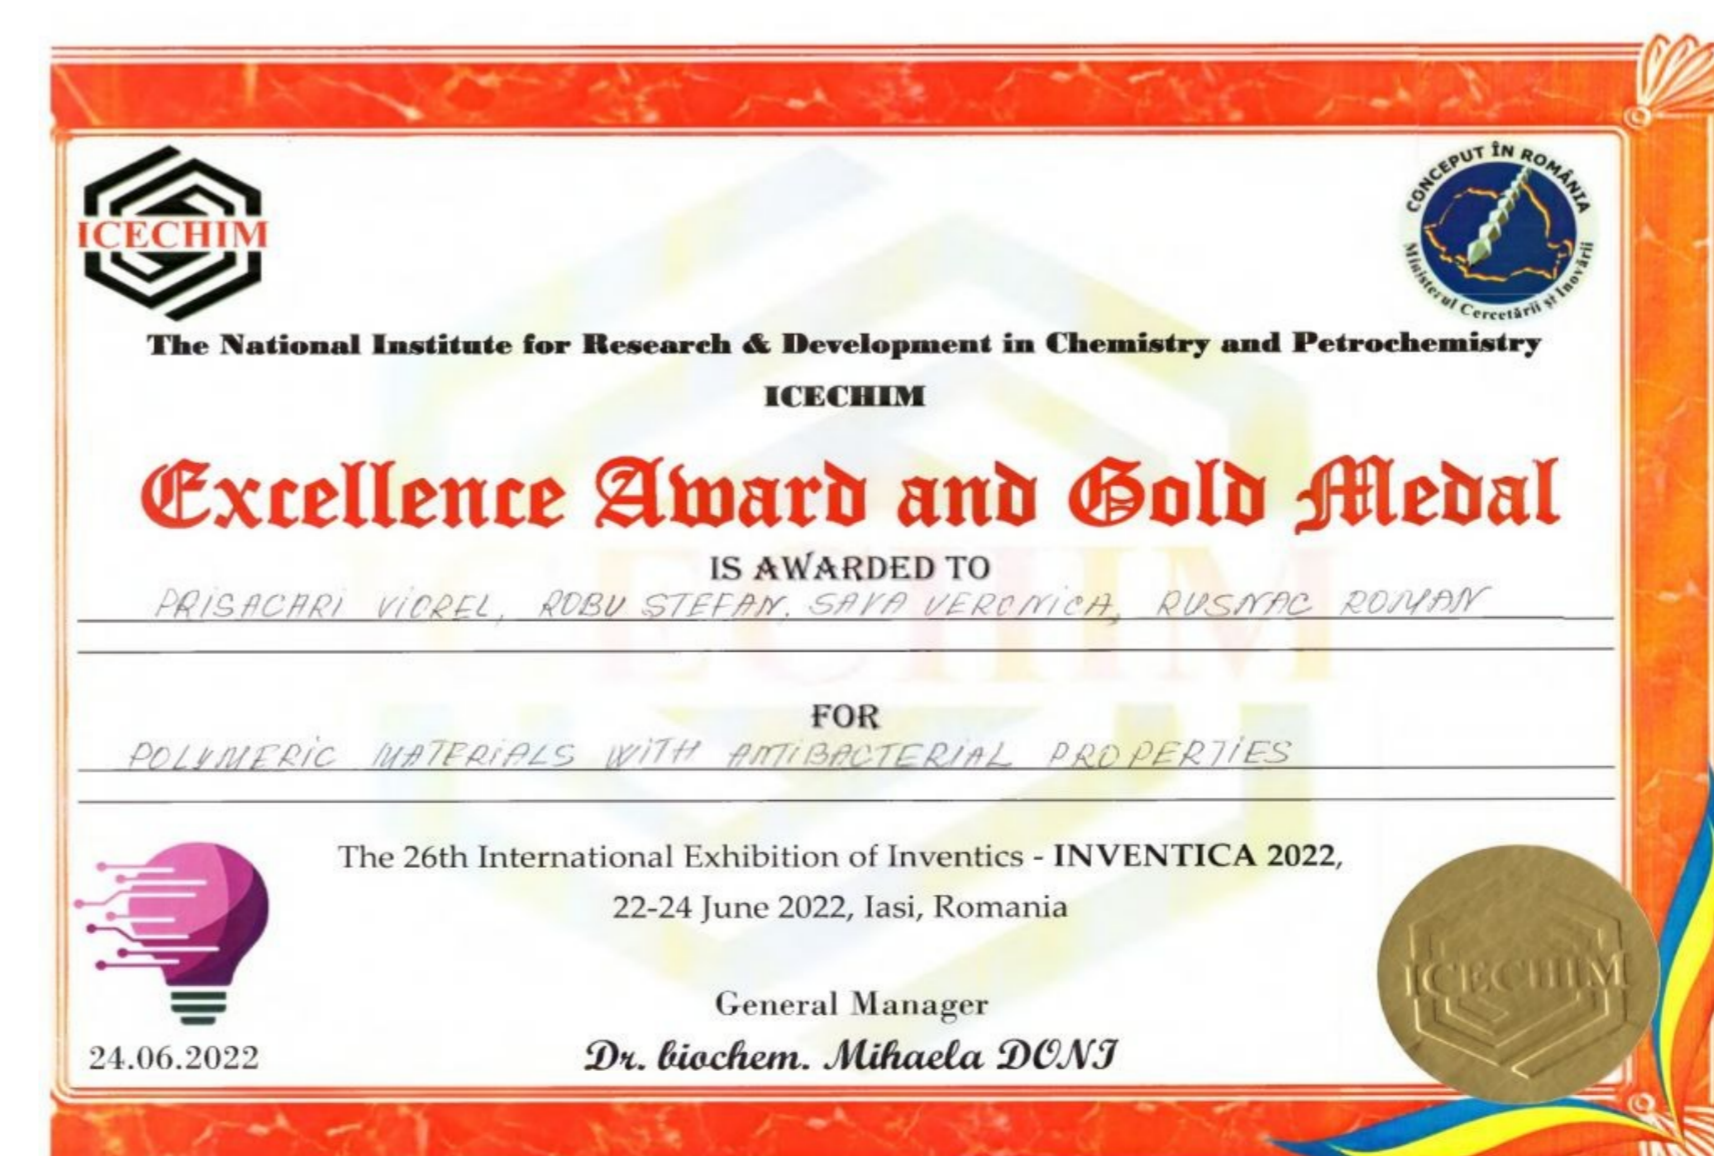 ICECHIM
CONCEPUT ÎN ROMÂNIA
Ministerul Cercetării și Inovării
The National Institute for Research & Development in Chemistry and Petrochemistry
ICECHIM
Excellence Award and Gold Medal
IS AWARDED TO
PRISACARI VIOREL, ROBU STEFAN, SAVA VERONICA, RUSNAC ROMAN
FOR
POLYMERIC MATERIALS WITH ANTIBACTERIAL PROPERTIES
The 26th International Exhibition of Inventics - INVENTICA 2022,
22-24 June 2022, Iasi, Romania
General Manager
24.06.2022
Dr. biochem. Mihaela DONI
ICECHIM
ICECHIM